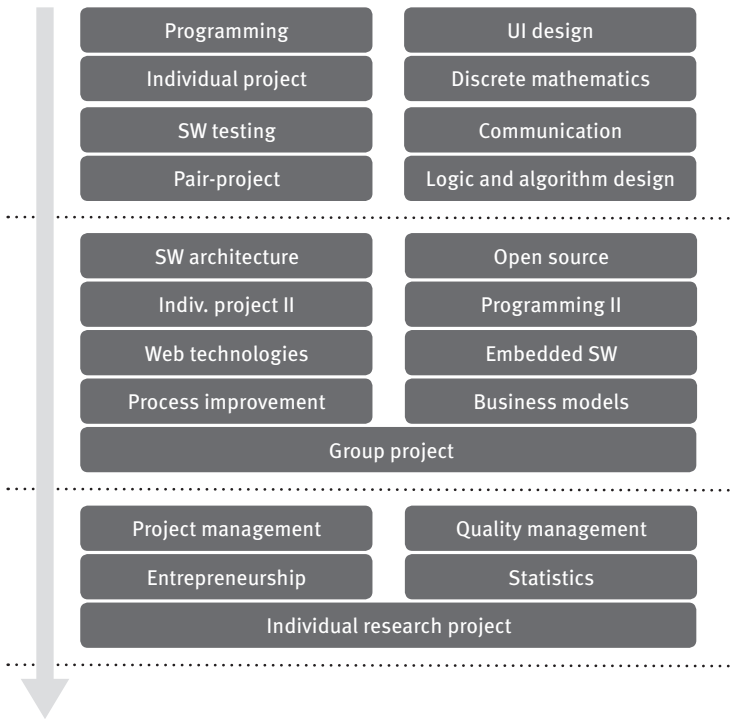 Programming
UI design
Individual project
Discrete mathematics
SW testing
Communication
Pair-project
Logic and algorithm design
SW architecture
Open source
Indiv. project II
Programming II
Web technologies
Embedded SW
Process improvement
Business models
Group project
Project management
Quality management
Entrepreneurship
Statistics
Individual research project